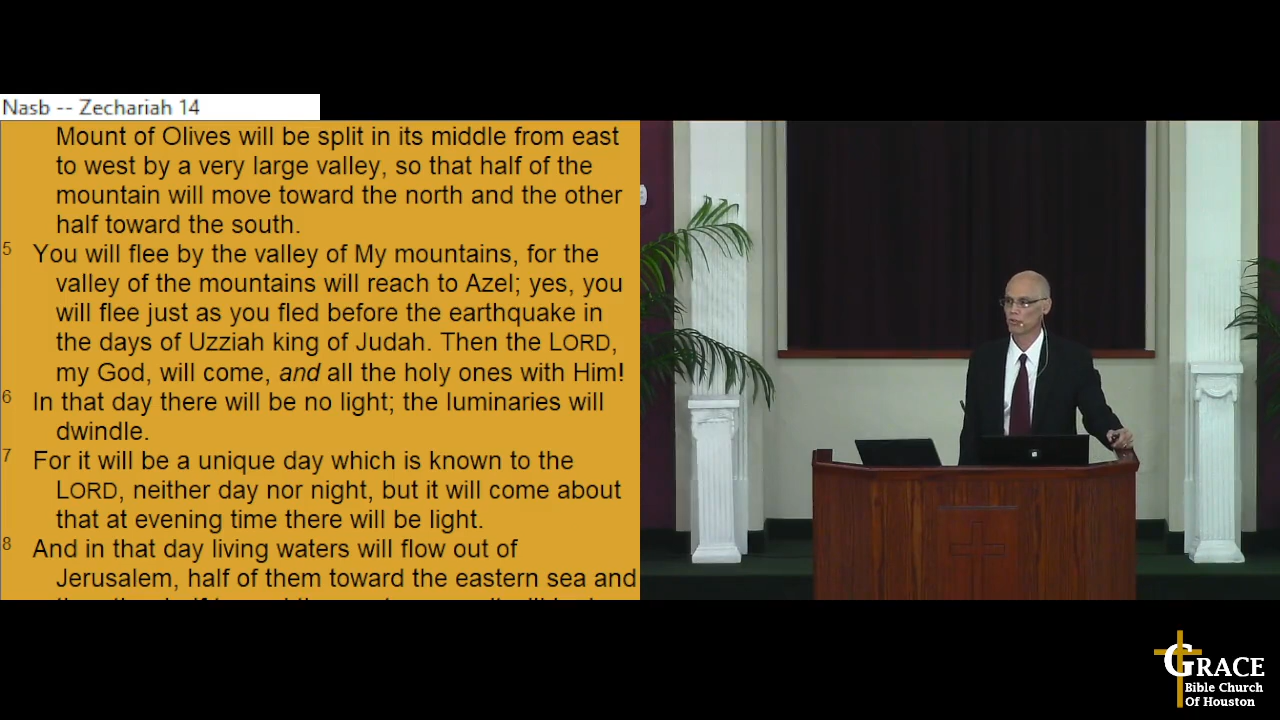 Nasb -- Zechariah 14
Mount of Olives will be split in its middle from east
to west by a very large valley, so that half of the
mountain will move toward the north and the other
half toward the south.
5 You will flee by the valley of My mountains, for the
valley of the mountains will reach to Azel; yes, you
will flee just as you fled before the earthquake in
the days of Uzziah king of Judah. Then the LORD,
my God, will come, and all the holy ones with Him!
6 In that day there will be no light; the luminaries will
dwindle.
7 For it will be a unique day which is known to the
LORD, neither day nor night, but it will come about
that at evening time there will be light.
8 And in that day living waters will flow out of
Jerusalem, half of them toward the eastern sea and
GRACE
Bible Church
Of Houston